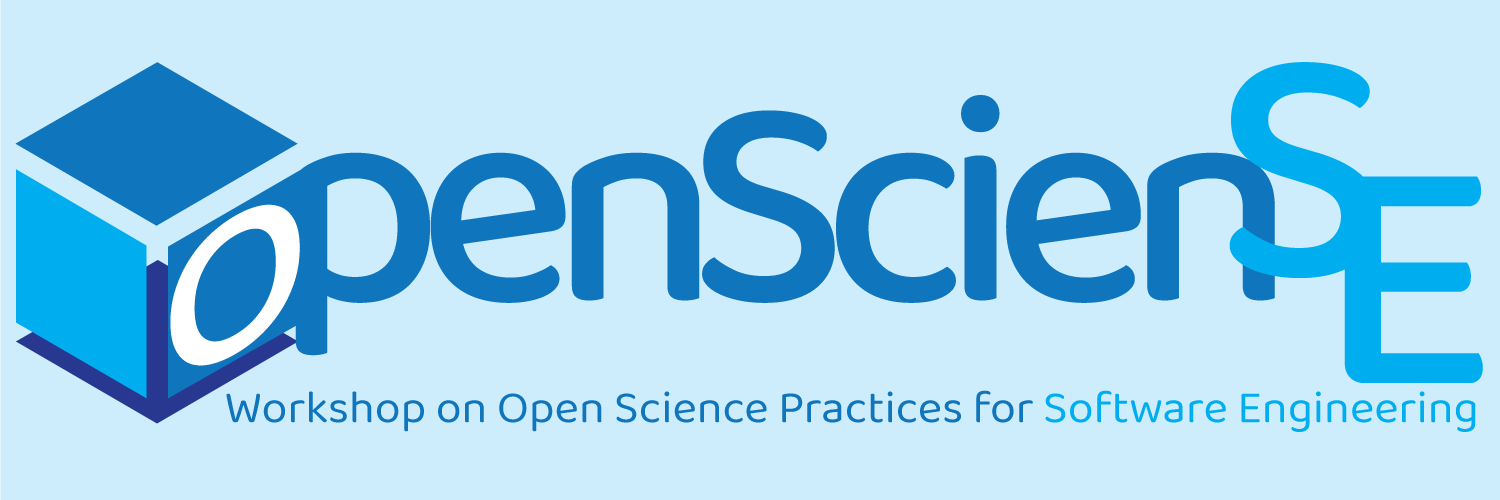 OpenScienSE
Workshop on Open Science Practices for Software Engineering